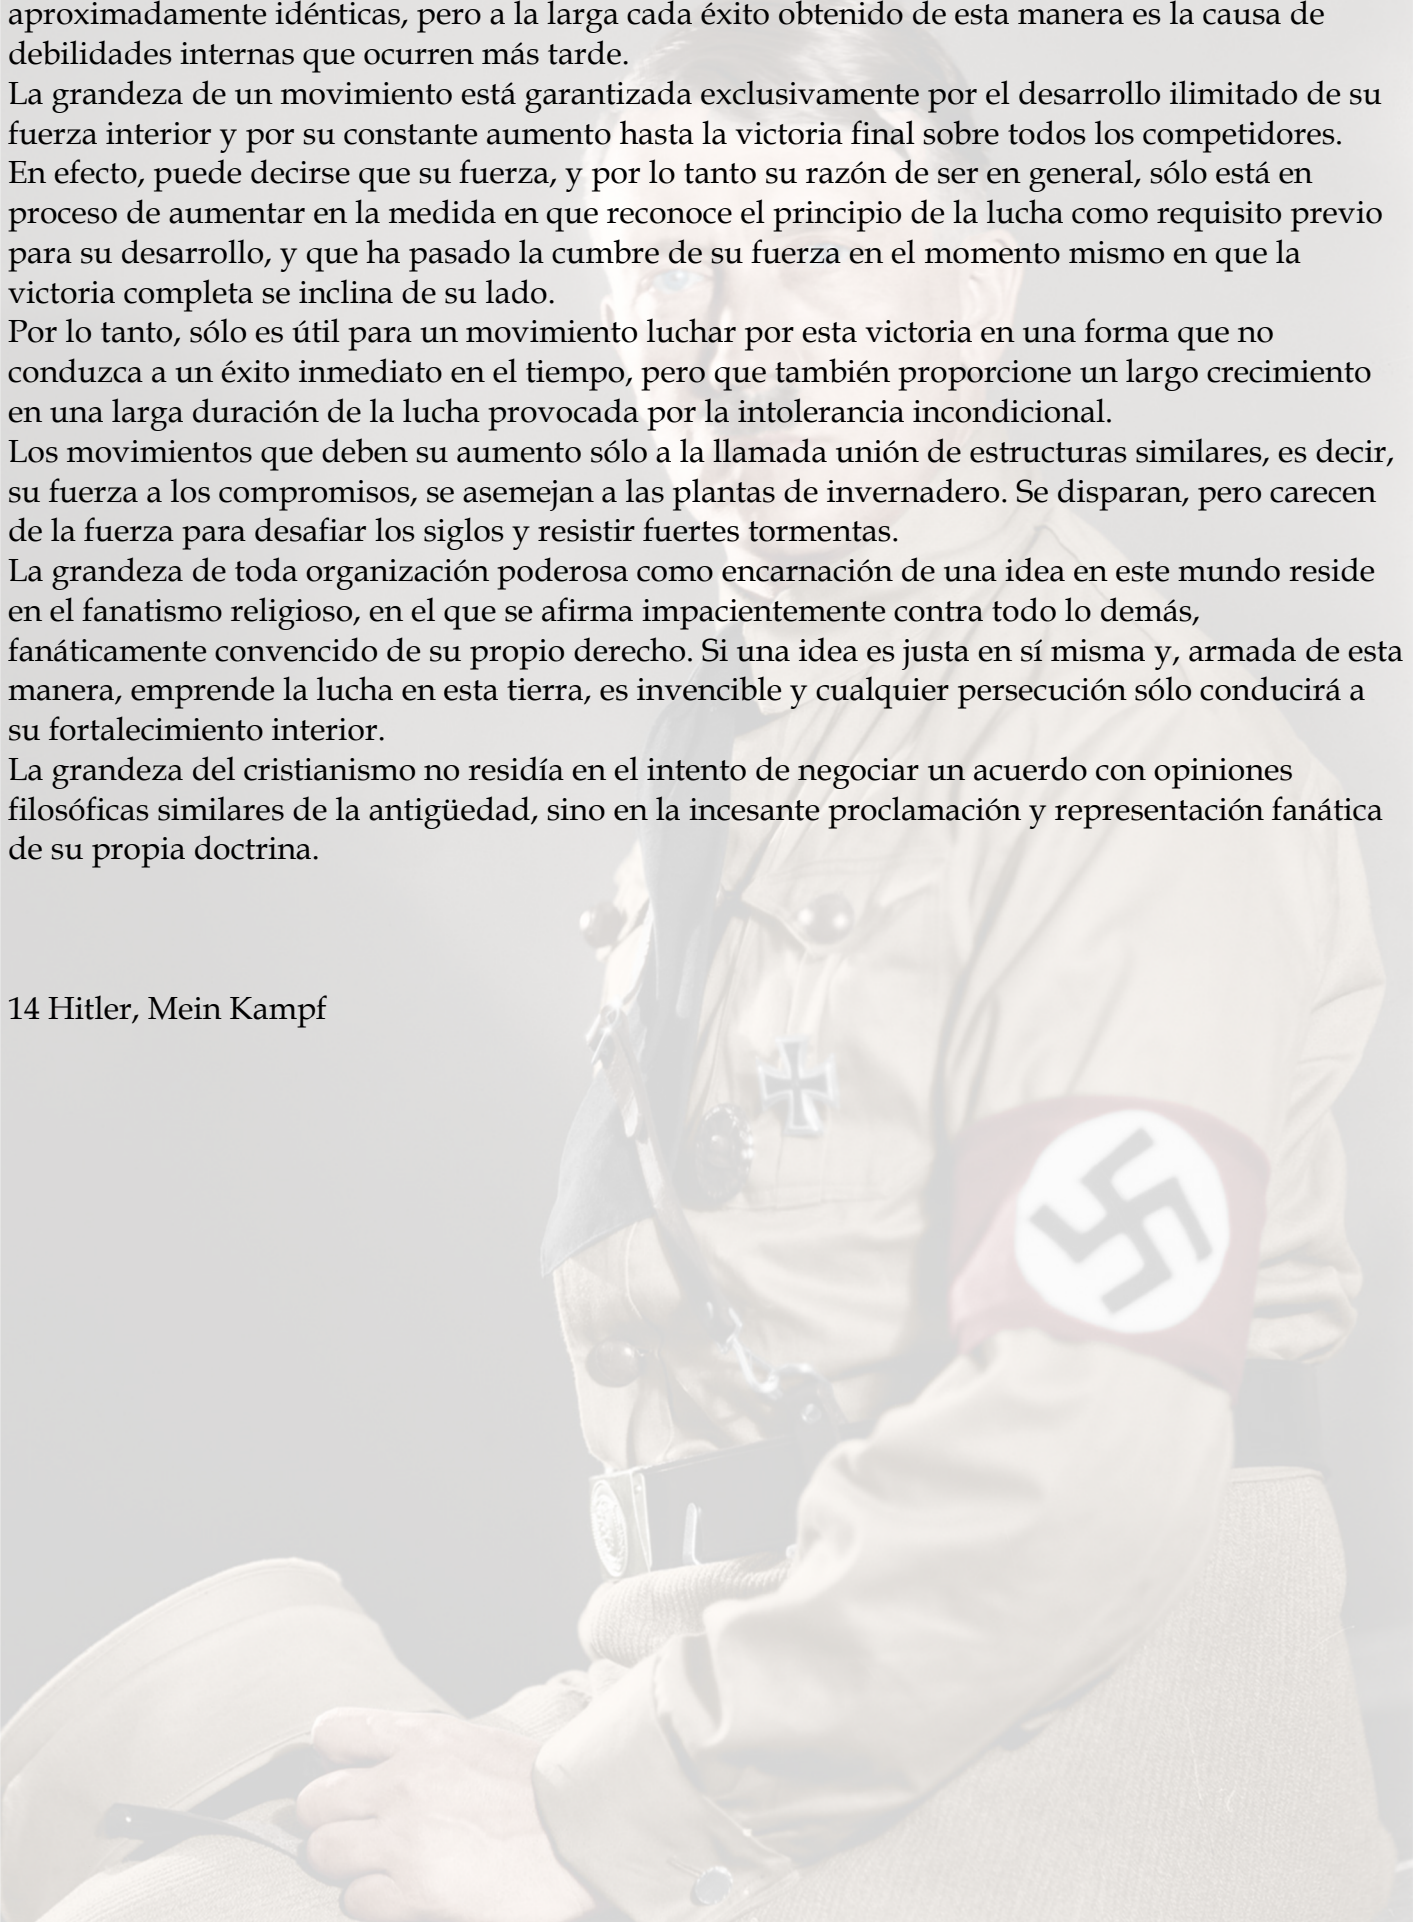 aproximadamente idénticas, pero a la larga cada éxito obtenido de esta manera es la causa de
debilidades internas que ocurren más tarde.
La grandeza de un movimiento está garantizada exclusivamente por el desarrollo ilimitado de su
fuerza interior y por su constante aumento hasta la victoria final sobre todos los competidores.
En efecto, puede decirse que su fuerza, y por lo tanto su razón de ser en general, sólo está en
proceso de aumentar en la medida en que reconoce el principio de la lucha como requisito previo
para su desarrollo, y que ha pasado la cumbre de su fuerza en el momento mismo en que la
victoria completa se inclina de su lado.
Por lo tanto, sólo es útil para un movimiento luchar por esta victoria en una forma que no
conduzca a un éxito inmediato en el tiempo, pero que también proporcione un largo crecimiento
en una larga duración de la lucha provocada por la intolerancia incondicional.
Los movimientos que deben su aumento sólo a la llamada unión de estructuras similares, es decir,
su fuerza a los compromisos, se asemejan a las plantas de invernadero. Se disparan, pero carecen
de la fuerza para desafiar los siglos y resistir fuertes tormentas.
La grandeza de toda organización poderosa como encarnación de una idea en este mundo reside
en el fanatismo religioso, en el que se afirma impacientemente contra todo lo demás,
fanáticamente convencido de su propio derecho. Si una idea es justa en sí misma y, armada de esta
manera, emprende la lucha en esta tierra, es invencible y cualquier persecución sólo conducirá a
su fortalecimiento interior.
La grandeza del cristianismo no residía en el intento de negociar un acuerdo con opiniones
filosóficas similares de la antigüedad, sino en la incesante proclamación y representación fanática
de su propia doctrina.
14 Hitler, Mein Kampf